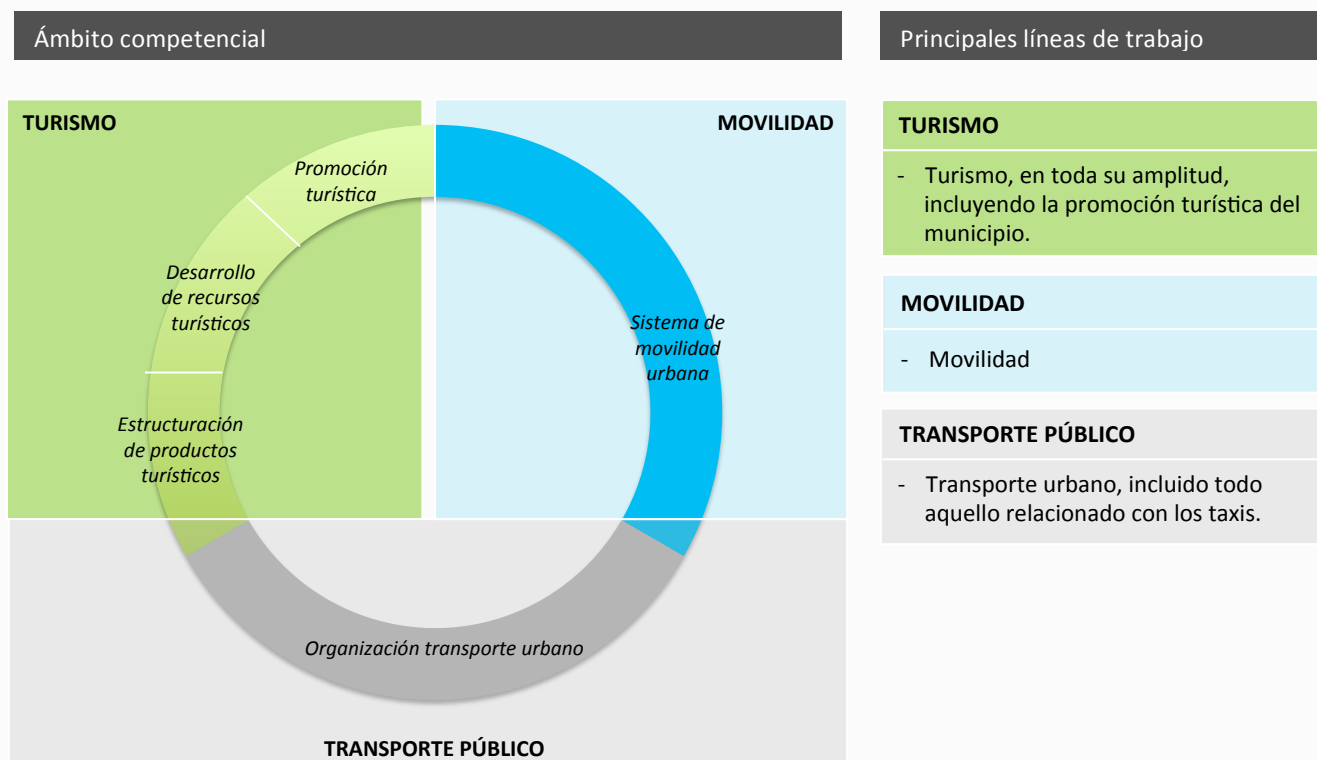 Ámbito competencial
TURISMO
MOVILIDAD
Promoción
turística
Desarrollo
de recursos
turísticos
Estructuración
de productos
turísticos
Sistema de
movilidad
urbana
Organización transporte urbano
TRANSPORTE PÚBLICO
Principales líneas de trabajo
TURISMO
- Turismo, en toda su amplitud,
incluyendo la promoción turística del
municipio.
MOVILIDAD
- Movilidad
TRANSPORTE PÚBLICO
- Transporte urbano, incluido todo
aquello relacionado con los taxis.